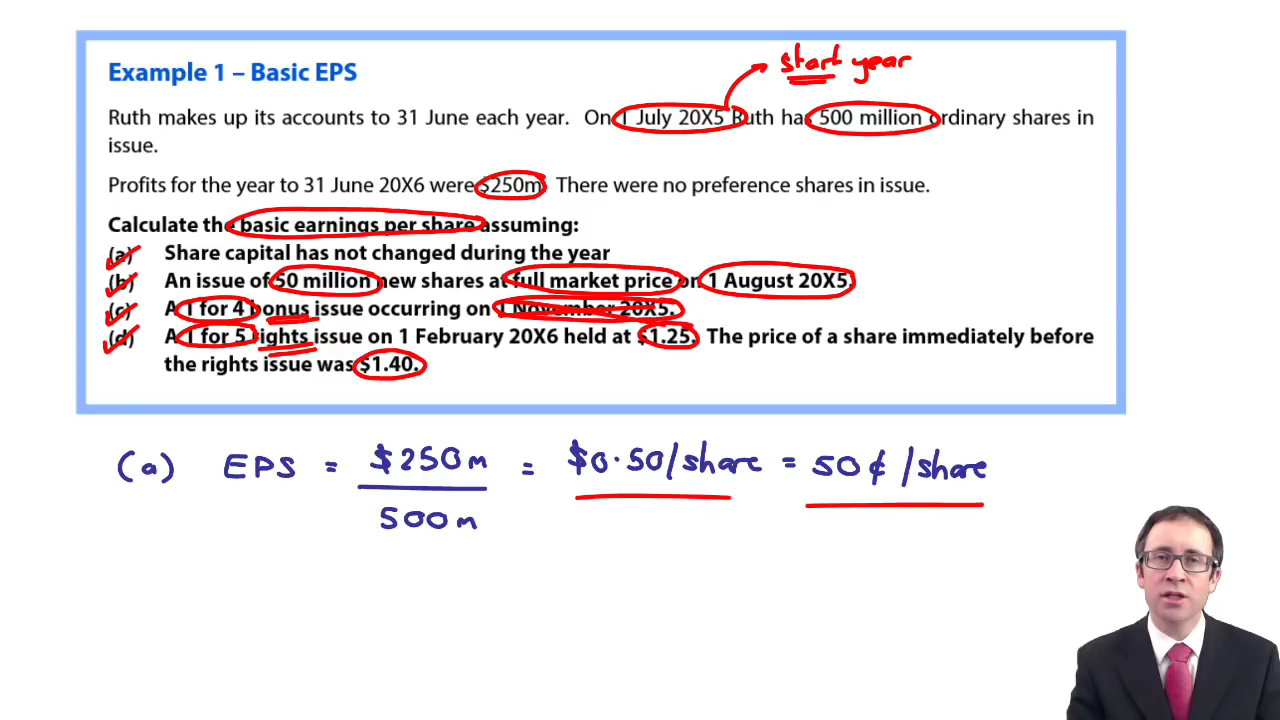 start year
Example 1 – Basic EPS
Ruth makes up its accounts to 31 June each year. On 1 July 20X5 Ruth has 500 million ordinary shares in
issue.
Profits for the year to 31 June 20X6 were $250m. There were no preference shares in issue.
Calculate the basic earnings per share assuming:
(a) Share capital has not changed during the year
(b) An issue of 50 million new shares at full market price on 1 August 20X5.
(c) A 1 for 4 bonus issue occurring on 1 November 20X5.
(d) A 1 for 5 rights issue on 1 February 20X6 held at $1.25. The price of a share immediately before
the rights issue was $1.40.
(a) EPS = $250m = $0.50/share = 50¢/share
500m